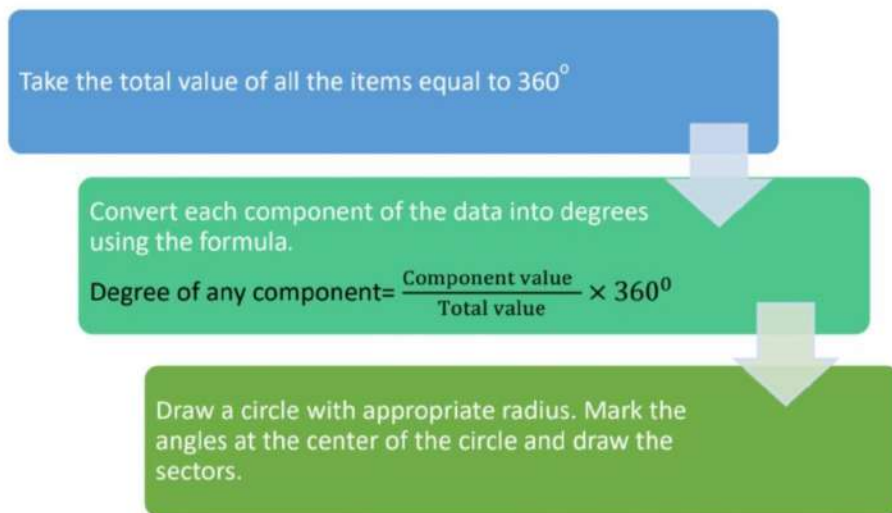 Take the total value of all the items equal to 360°
Convert each component of the data into degrees
using the formula.
Degree of any component= Component value / Total value × 360⁰
Draw a circle with appropriate radius. Mark the
angles at the center of the circle and draw the
sectors.